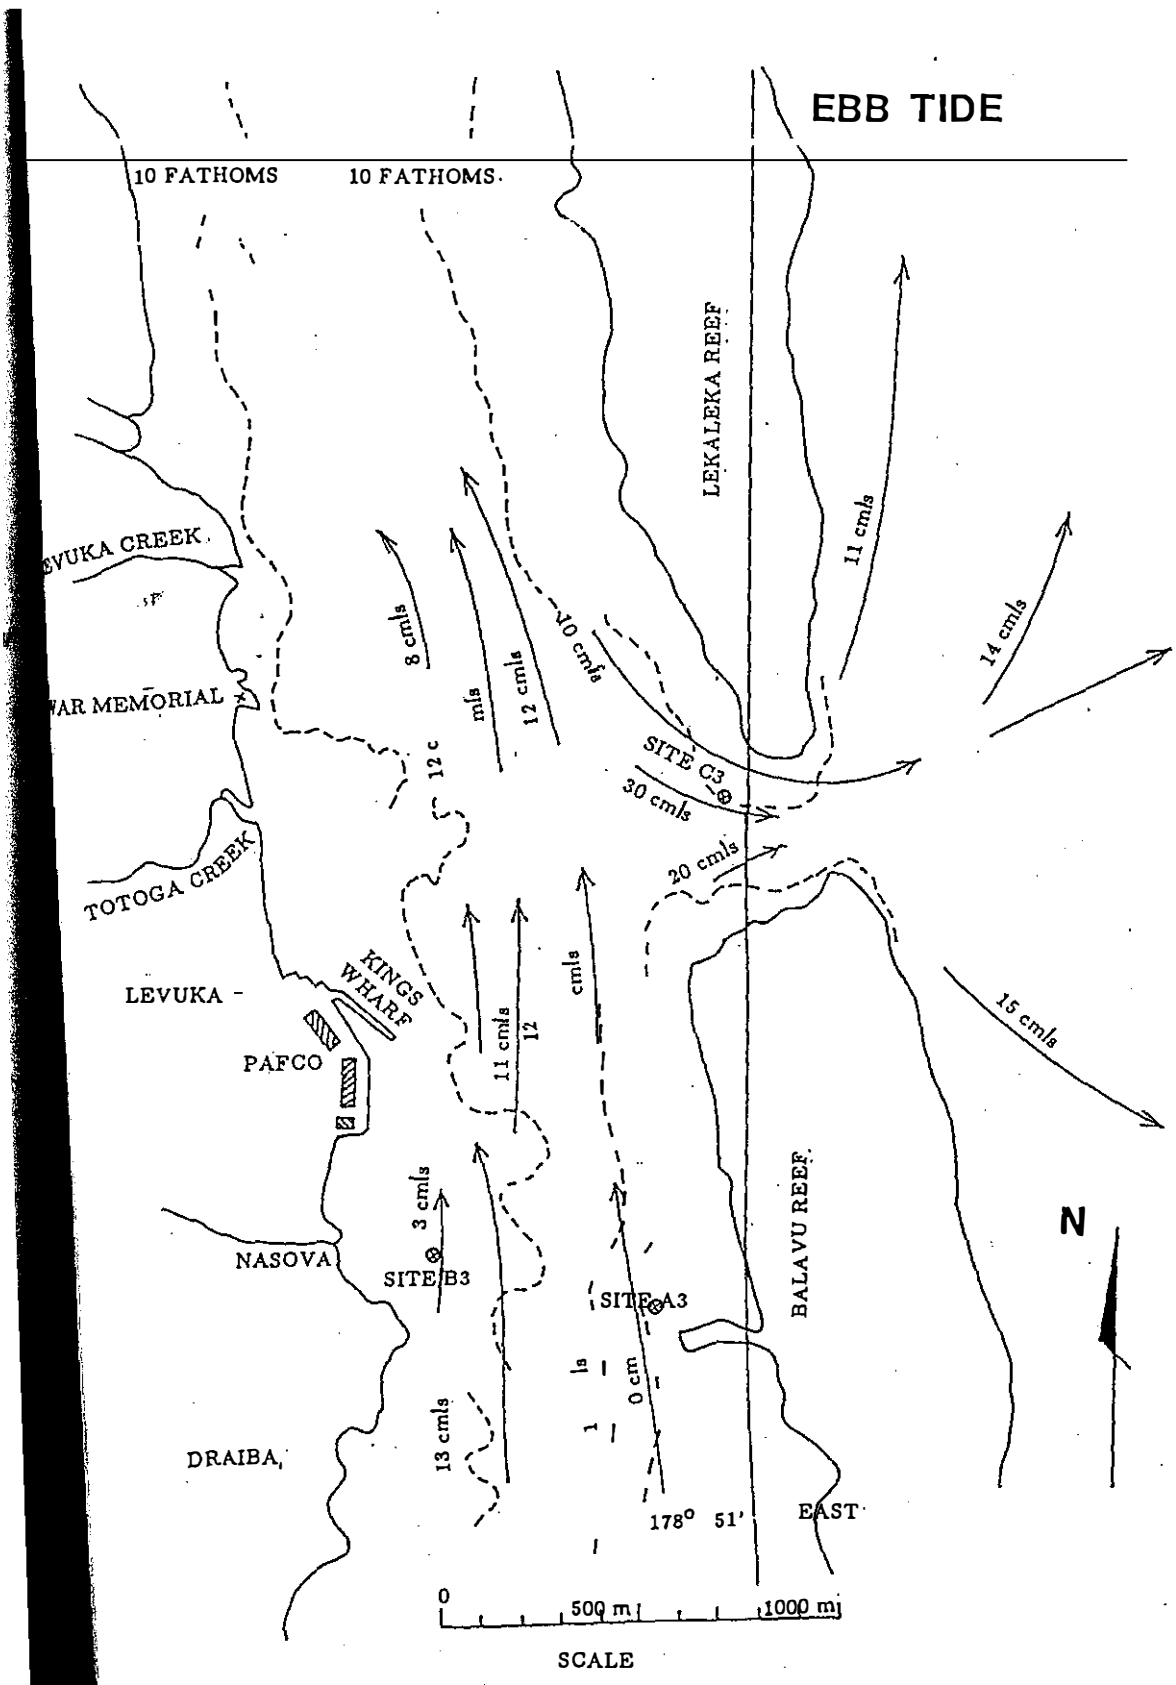 EBB TIDE
10 FATHOMS
10 FATHOMS
LEKALEKA REEF
EVUKA CREEK
11 cm/s
8 cm/s
10 cm/s
14 cm/s
WAR MEMORIAL
m/s
12 cm/s
12 c
SITE C3
30 cm/s
20 cm/s
TOTOGA CREEK
KINGS
WHARF
cm/s
LEVUKA
15 cm/s
PAFCO
11 cm/s
12
3 cm/s
BALAVU REEF
N
NASOVA
SITE B3
SITE A3
ls
0 cm
1
13 cm/s
DRAIBA
178° 51'
EAST
0
500 m
1000 m
SCALE